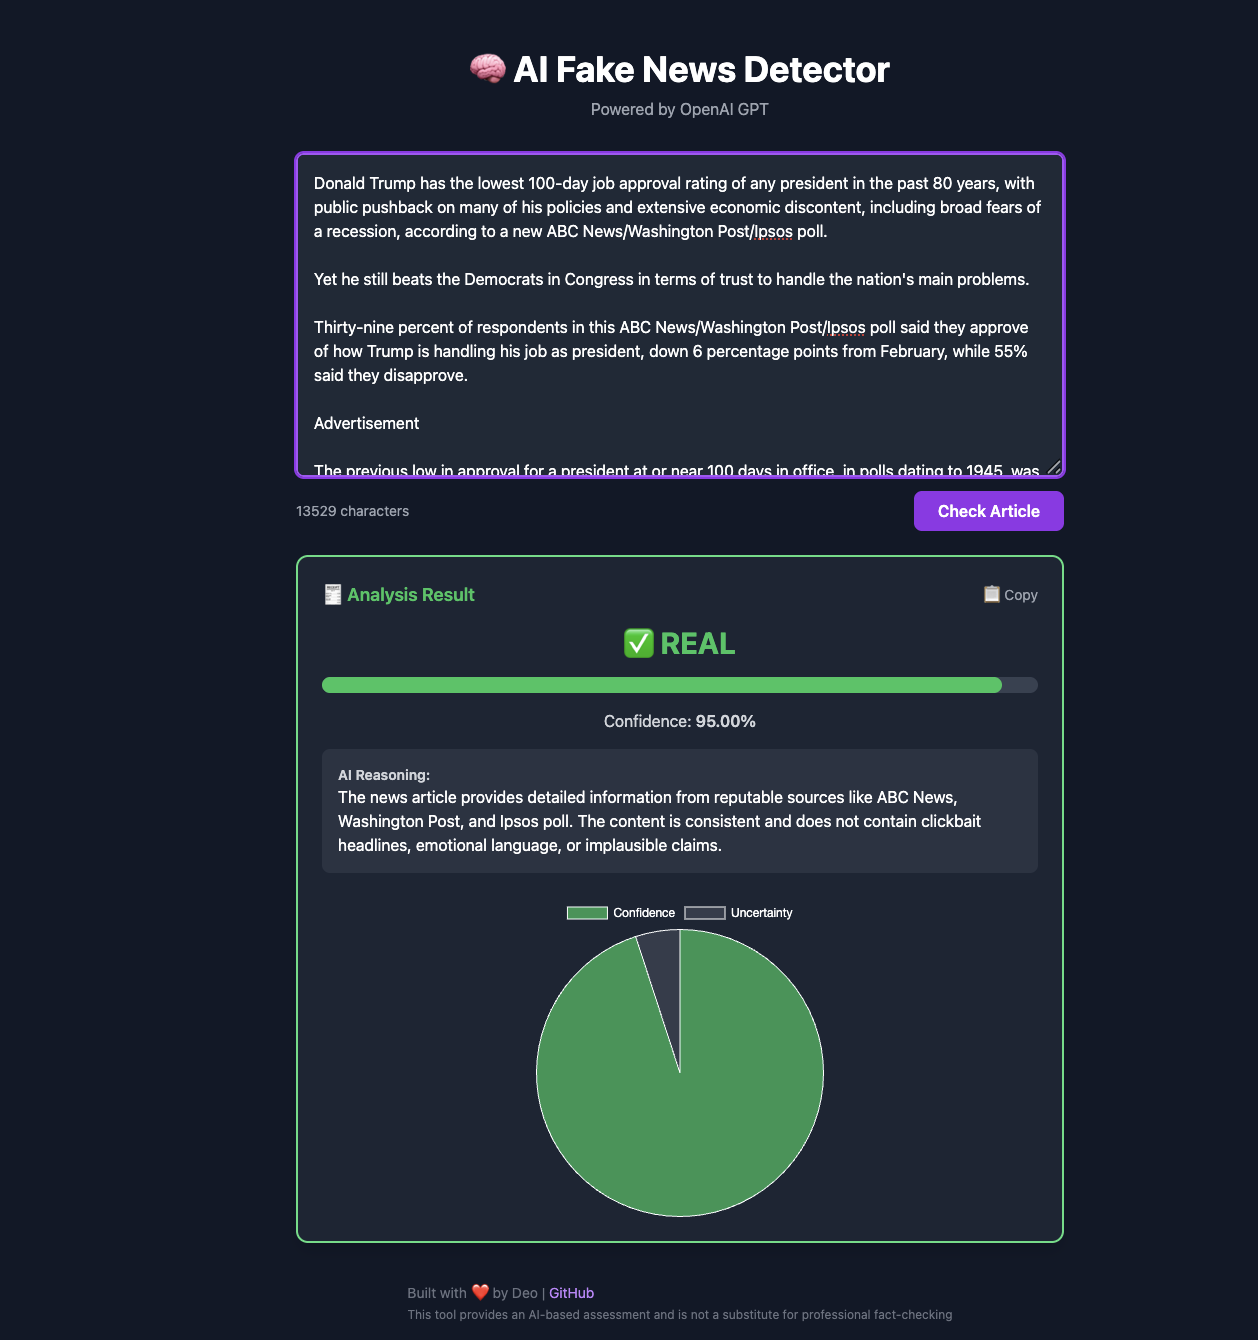 🧠 AI Fake News Detector
Powered by OpenAI GPT
Donald Trump has the lowest 100-day job approval rating of any president in the past 80 years, with
public pushback on many of his policies and extensive economic discontent, including broad fears of
a recession, according to a new ABC News/Washington Post/Ipsos poll.
Yet he still beats the Democrats in Congress in terms of trust to handle the nation's main problems.
Thirty-nine percent of respondents in this ABC News/Washington Post/Ipsos poll said they approve
of how Trump is handling his job as president, down 6 percentage points from February, while 55%
said they disapprove.
Advertisement
The previous low in approval for a president at or near 100 days in office, in polls dating to 1945, was
13529 characters
Check Article
🧾 Analysis Result
📋 Copy
✅ REAL
Confidence: 95.00%
AI Reasoning:
The news article provides detailed information from reputable sources like ABC News,
Washington Post, and Ipsos poll. The content is consistent and does not contain clickbait
headlines, emotional language, or implausible claims.
Confidence
Uncertainty
Built with ❤️ by Deo | GitHub
This tool provides an AI-based assessment and is not a substitute for professional fact-checking